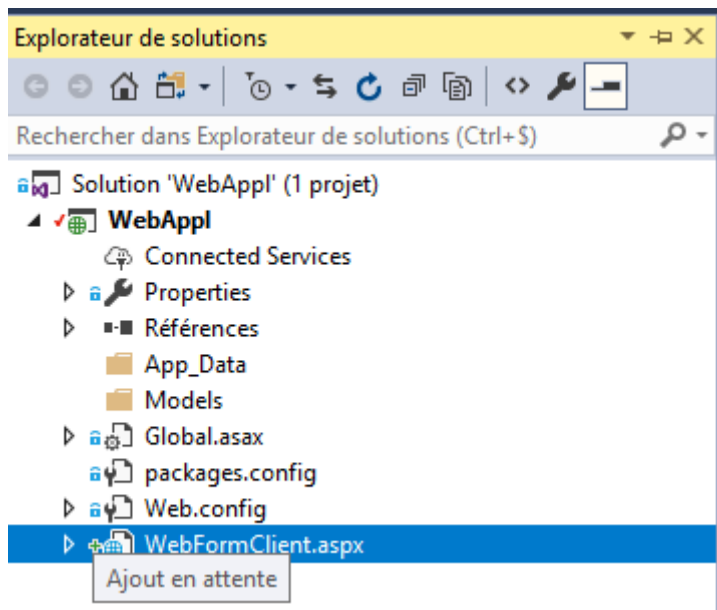 Explorateur de solutions
Rechercher dans Explorateur de solutions (Ctrl+$)
Solution 'WebAppl' (1 projet)
WebAppl
Connected Services
Properties
Références
App_Data
Models
Global.asax
packages.config
Web.config
WebFormClient.aspx
Ajout en attente